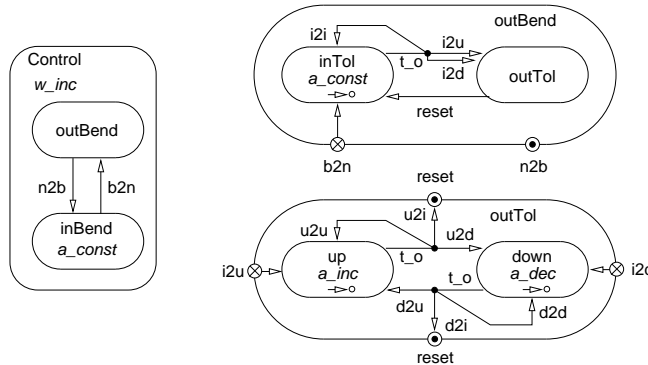 Control
w_inc
outBend
n2b
b2n
inBend
a_const
outBend
i2i
i2u
inTol
t_o
i2d
a_const
outTol
reset
b2n
n2b
reset
outTol
u2i
u2u
u2d
up
t_o
down
i2u
a_inc
t_o
a_dec
i2d
d2u
d2d
d2i
reset